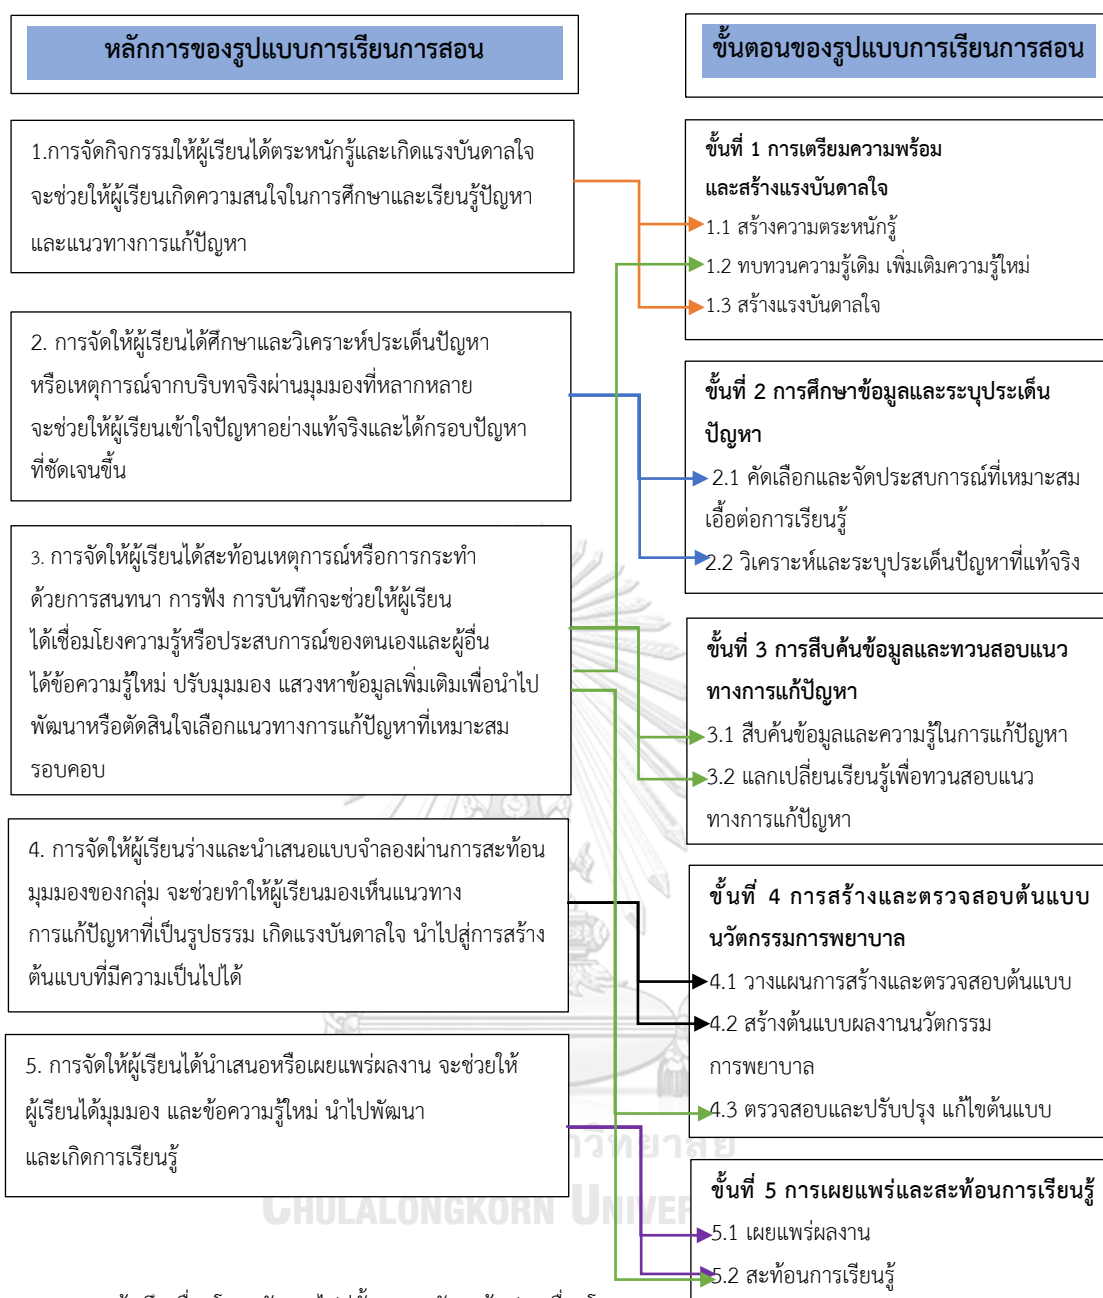 หลักการของรูปแบบการเรียนการสอน
1.การจัดกิจกรรมให้ผู้เรียนได้ตระหนักรู้และเกิดแรงบันดาลใจ
จะช่วยให้ผู้เรียนเกิดความสนใจในการศึกษาและเรียนรู้ปัญหา
และแนวทางการแก้ปัญหา
2. การจัดให้ผู้เรียนได้ศึกษาและวิเคราะห์ประเด็นปัญหา
หรือเหตุการณ์จากบริบทจริงผ่านมุมมองที่หลากหลาย
จะช่วยให้ผู้เรียนเข้าใจปัญหาอย่างแท้จริงและได้กรอบปัญหา
ที่ชัดเจนขึ้น
3. การจัดให้ผู้เรียนได้สะท้อนเหตุการณ์หรือการกระทำ
ด้วยการสนทนา การฟัง การบันทึกจะช่วยให้ผู้เรียน
ได้เชื่อมโยงความรู้หรือประสบการณ์ของตนเองและผู้อื่น
ได้ข้อความรู้ใหม่ ปรับมุมมอง แสวงหาข้อมูลเพิ่มเติมเพื่อนำไป
พัฒนาหรือตัดสินใจเลือกแนวทางการแก้ปัญหาที่เหมาะสม
รอบคอบ
4. การจัดให้ผู้เรียนร่างและนำเสนอแบบจำลองผ่านการสะท้อน
มุมมองของกลุ่ม จะช่วยทำให้ผู้เรียนมองเห็นแนวทาง
การแก้ปัญหาที่เป็นรูปธรรม เกิดแรงบันดาลใจ นำไปสู่การสร้าง
ต้นแบบที่มีความเป็นไปได้
5. การจัดให้ผู้เรียนได้นำเสนอหรือเผยแพร่ผลงาน จะช่วยให้
ผู้เรียนได้มุมมอง และข้อความรู้ใหม่ นำไปพัฒนา
และเกิดการเรียนรู้
ขั้นตอนของรูปแบบการเรียนการสอน
ขั้นที่ 1 การเตรียมความพร้อม
และสร้างแรงบันดาลใจ
1.1 สร้างความตระหนักรู้
1.2 ทบทวนความรู้เดิม เพิ่มเติมความรู้ใหม่
1.3 สร้างแรงบันดาลใจ
ขั้นที่ 2 การศึกษาข้อมูลและระบุประเด็น
ปัญหา
2.1 คัดเลือกและจัดประสบการณ์ที่เหมาะสม
เอื้อต่อการเรียนรู้
2.2 วิเคราะห์และระบุประเด็นปัญหาที่แท้จริง
ขั้นที่ 3 การสืบค้นข้อมูลและทวนสอบแนว
ทางการแก้ปัญหา
3.1 สืบค้นข้อมูลและความรู้ในการแก้ปัญหา
3.2 แลกเปลี่ยนเรียนรู้เพื่อทวนสอบแนว
ทางการแก้ปัญหา
ขั้นที่ 4 การสร้างและตรวจสอบต้นแบบ
นวัตกรรมการพยาบาล
4.1 วางแผนการสร้างและตรวจสอบต้นแบบ
4.2 สร้างต้นแบบผลงานนวัตกรรม
การพยาบาล
4.3 ตรวจสอบและปรับปรุง แก้ไขต้นแบบ
ขั้นที่ 5 การเผยแพร่และสะท้อนการเรียนรู้
5.1 เผยแพร่ผลงาน
5.2 สะท้อนการเรียนรู้
CHULALONGKORN